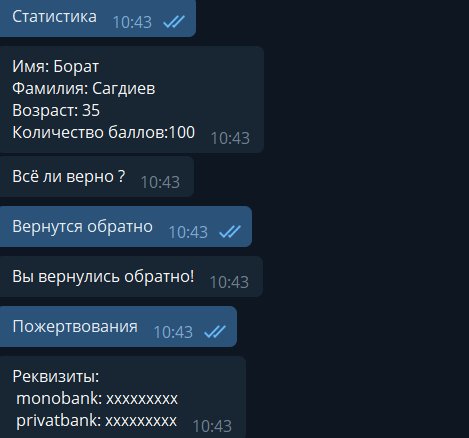 Статистика 10:43
Имя: Борат
Фамилия: Сагдиев
Возраст: 35
Количество баллов:100 10:43
Всё ли верно ? 10:43
Вернутся обратно 10:43
Вы вернулись обратно! 10:43
Пожертвования 10:43
Реквизиты:
monobank: xxxxxxxxx
privatbank: xxxxxxxxx 10:43